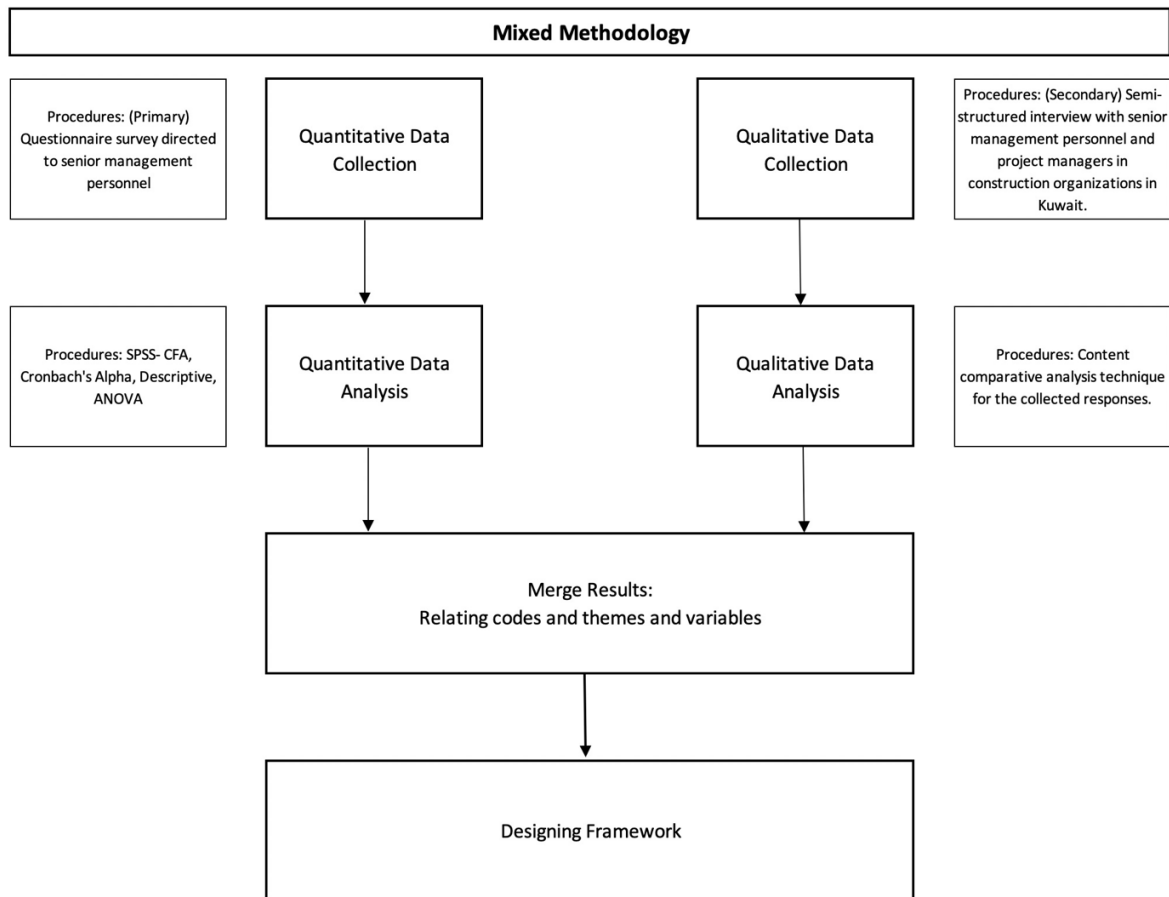 Mixed Methodology
Procedures: (Primary)
Questionnaire survey directed
to senior management
personnel
Quantitative Data
Collection
Qualitative Data
Collection
Procedures: (Secondary) Semi-
structured interview with senior
management personnel and
project managers in
construction organizations in
Kuwait.
Procedures: SPSS- CFA,
Cronbach's Alpha, Descriptive,
ANOVA
Quantitative Data
Analysis
Qualitative Data
Analysis
Procedures: Content
comparative analysis technique
for the collected responses.
Merge Results:
Relating codes and themes and variables
Designing Framework